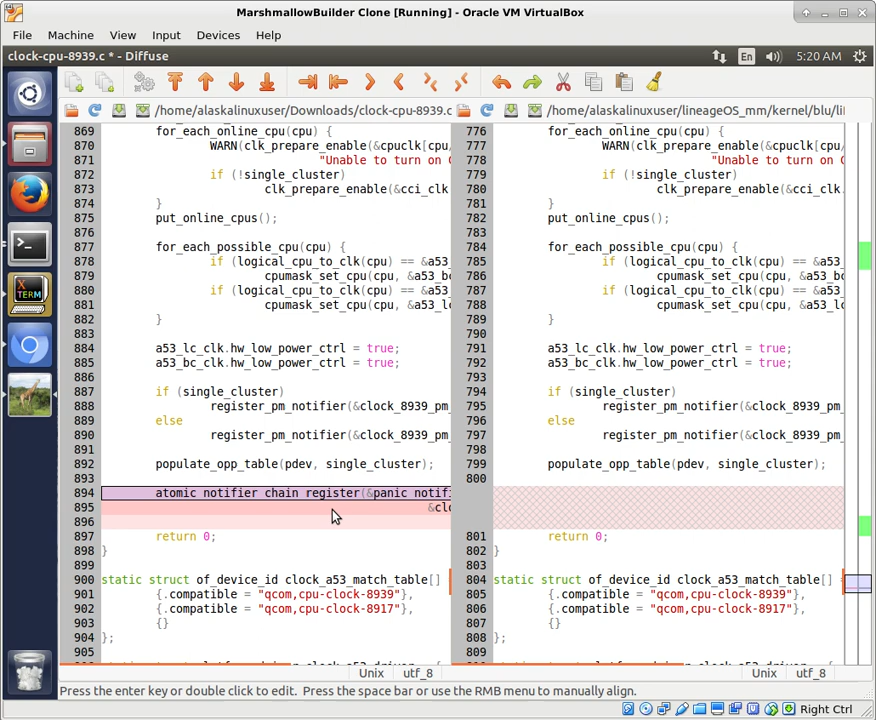 MarshmallowBuilder Clone [Running] - Oracle VM VirtualBox
File Machine View Input Devices Help
clock-cpu-8939.c * - Diffuse En 5:20 AM
/home/alaskalinuxuser/Downloads/clock-cpu-8939.c /home/alaskalinuxuser/lineageOS_mm/kernel/blu/li
869 for_each_online_cpu(cpu) { 776 for_each_online_cpu(cpu) {
870 WARN(clk_prepare_enable(&cpuclk[cpu 777 WARN(clk_prepare_enable(&cpuclk[cpu
871 "Unable to turn on 778 "Unable to turn on
872 if (!single_cluster) 779 if (!single_cluster)
873 clk_prepare_enable(&cci_clk 780 clk_prepare_enable(&cci_clk.
874 } 781 }
875 put_online_cpus(); 782 put_online_cpus();
876 783
877 for_each_possible_cpu(cpu) { 784 for_each_possible_cpu(cpu) {
878 if (logical_cpu_to_clk(cpu) == &a53 785 if (logical_cpu_to_clk(cpu) == &a53
879 cpumask_set_cpu(cpu, &a53_bc 786 cpumask_set_cpu(cpu, &a53_bc
880 if (logical_cpu_to_clk(cpu) == &a53 787 if (logical_cpu_to_clk(cpu) == &a53
881 cpumask_set_cpu(cpu, &a53_lc 788 cpumask_set_cpu(cpu, &a53_lc
882 } 789 }
883 790
884 a53_lc_clk.hw_low_power_ctrl = true; 791 a53_lc_clk.hw_low_power_ctrl = true;
885 a53_bc_clk.hw_low_power_ctrl = true; 792 a53_bc_clk.hw_low_power_ctrl = true;
886 793
887 if (single_cluster) 794 if (single_cluster)
888 register_pm_notifier(&clock_8939_pm_ 795 register_pm_notifier(&clock_8939_pm_
889 else 796 else
890 register_pm_notifier(&clock_8939_pm_ 797 register_pm_notifier(&clock_8939_pm_
891 798
892 populate_opp_table(pdev, single_cluster); 799 populate_opp_table(pdev, single_cluster);
893 800
894 atomic_notifier_chain_register(&panic_notifi
895 &clo
896
897 return 0; 801 return 0;
898 } 802 }
899 803
900 static struct of_device_id clock_a53_match_table[] 804 static struct of_device_id clock_a53_match_table[] =
901 {.compatible = "qcom,cpu-clock-8939"}, 805 {.compatible = "qcom,cpu-clock-8939"},
902 {.compatible = "qcom,cpu-clock-8917"}, 806 {.compatible = "qcom,cpu-clock-8917"},
903 {} 807 {}
904 }; 808 };
905 809
Unix utf_8 Unix utf_8
Press the enter key or double click to edit. Press the space bar or use the RMB menu to manually align.
Right Ctrl
X
TERM